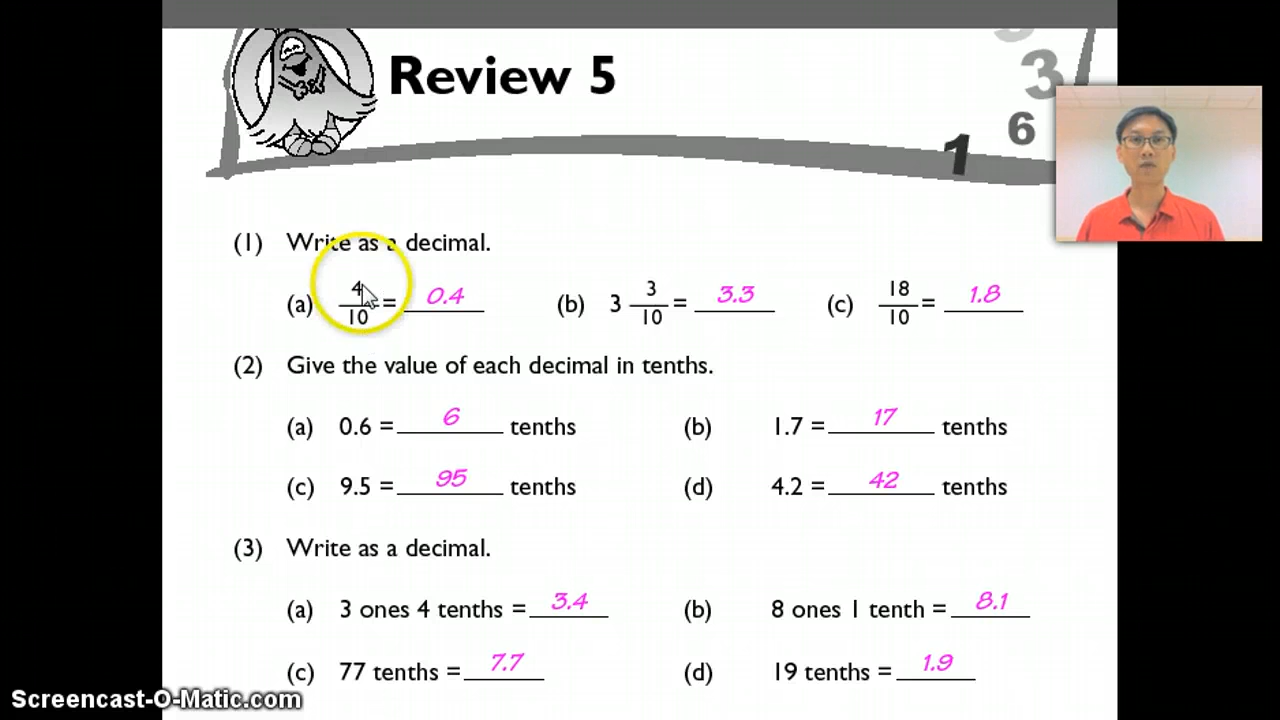 Review 5
3
6
1
(1) Write as a decimal.
(a) 4/10 = 0.4 (b) 3 3/10 = 3.3 (c) 18/10 = 1.8
(2) Give the value of each decimal in tenths.
(a) 0.6 = 6 tenths (b) 1.7 = 17 tenths
(c) 9.5 = 95 tenths (d) 4.2 = 42 tenths
(3) Write as a decimal.
(a) 3 ones 4 tenths = 3.4 (b) 8 ones 1 tenth = 8.1
(c) 77 tenths = 7.7 (d) 19 tenths = 1.9
Screencast-O-Matic.com